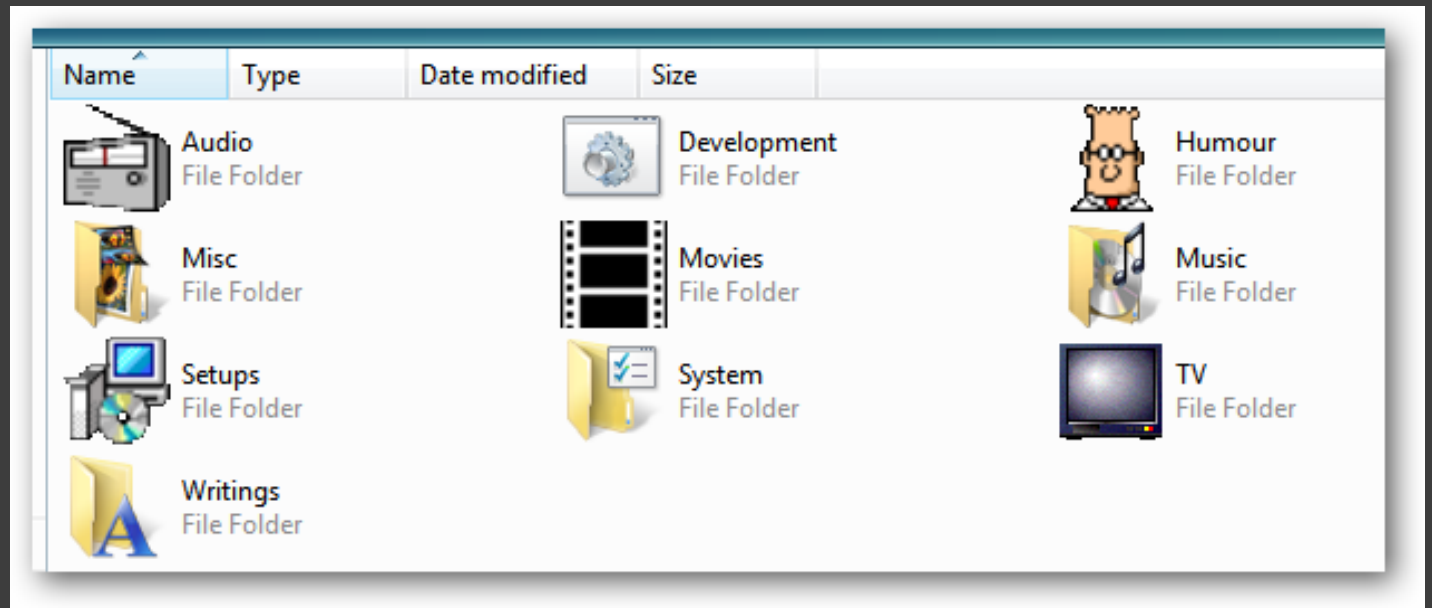 Name Type Date modified Size
Audio
File Folder
Development
File Folder
Humour
File Folder
Misc
File Folder
Movies
File Folder
Music
File Folder
Setups
File Folder
System
File Folder
TV
File Folder
Writings
File Folder
A